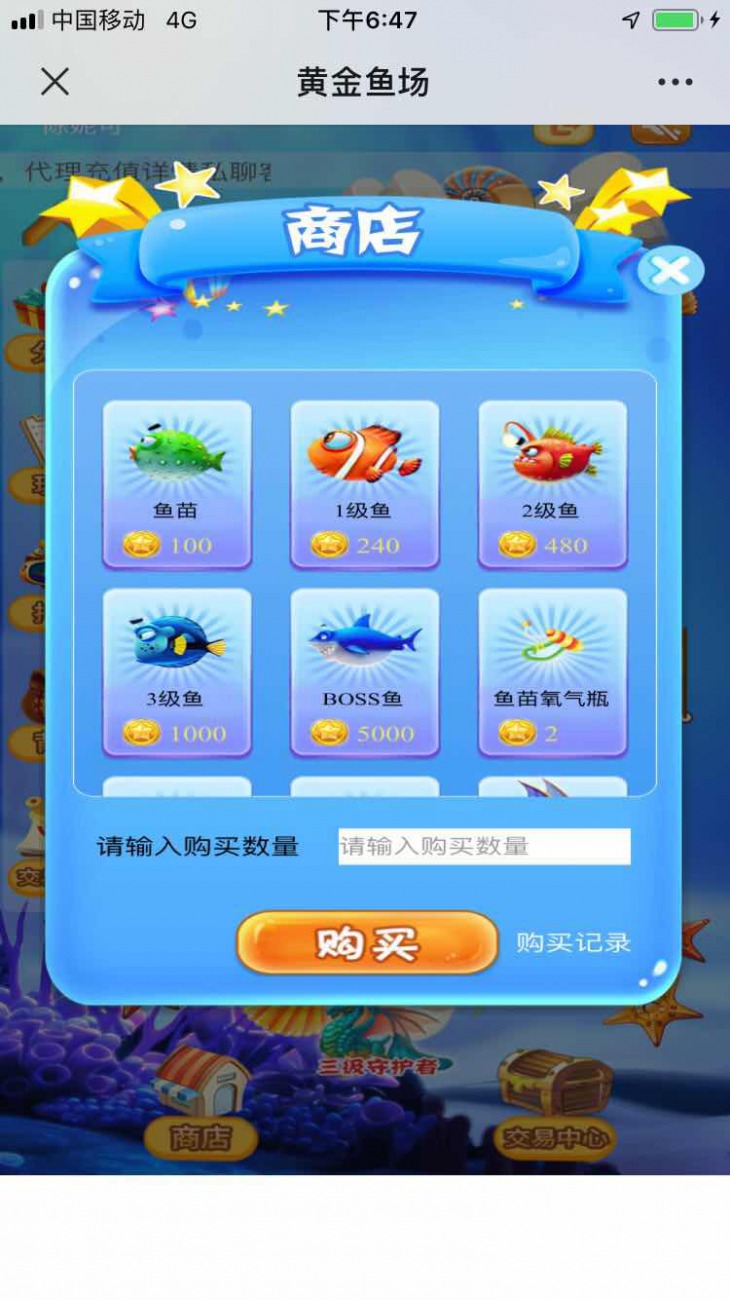 中国移动 4G 下午6:47
黄金鱼场
代理充值详情私聊客
商店
鱼苗 1级鱼 2级鱼
100 240 480
3级鱼 BOSS鱼 鱼苗氧气瓶
1000 5000 2
请输入购买数量 请输入购买数量
购买 购买记录
三级守护者
商店 交易中心